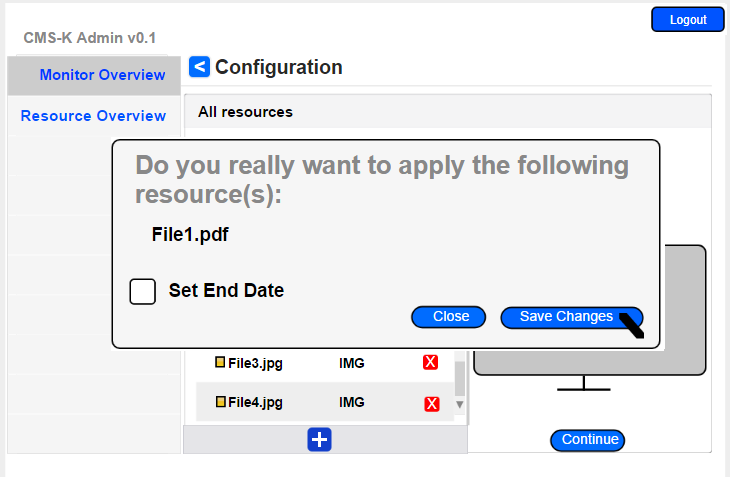 Logout
CMS-K Admin v0.1
Monitor Overview
< Configuration
Resource Overview
All resources
Do you really want to apply the following
resource(s):
File1.pdf
Set End Date
Close
Save Changes
File3.jpg IMG X
File4.jpg IMG X
+
Continue